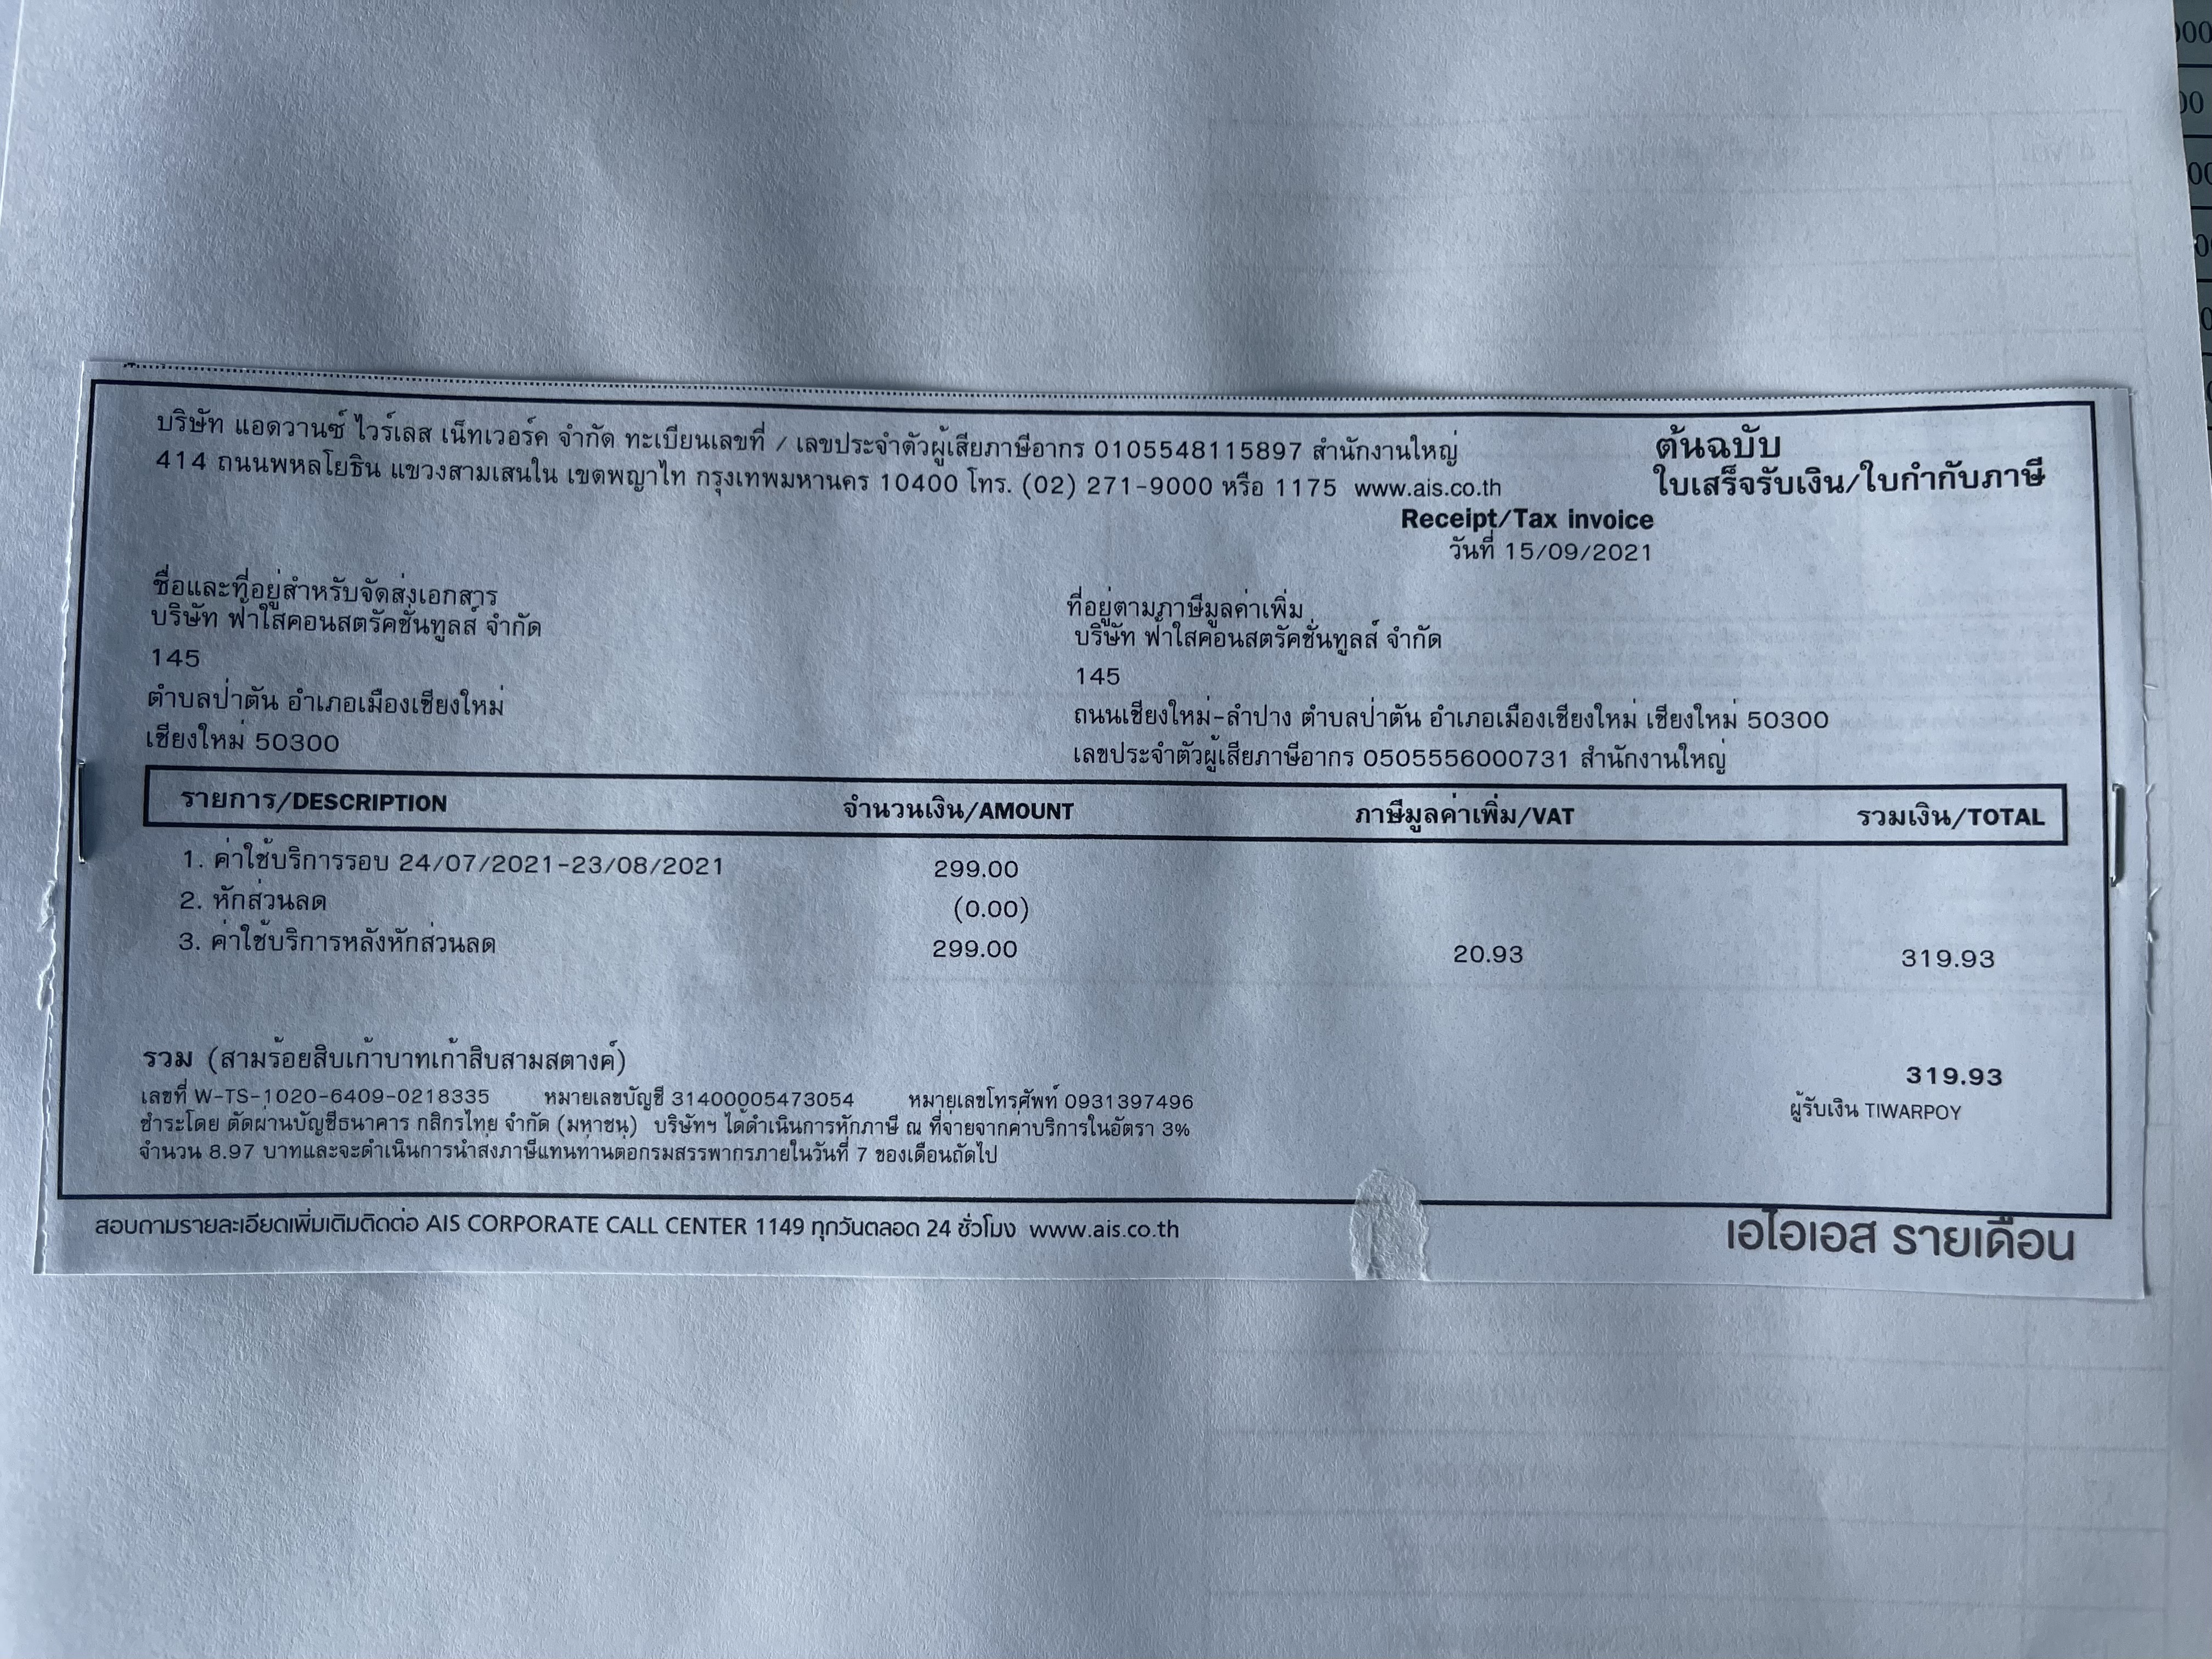 บริษัท แอดวานซ์ ไวร์เลส เน็ทเวอร์ค จำกัด ทะเบียนเลขที่ / เลขประจำตัวผู้เสียภาษีอากร 0105548115897 สำนักงานใหญ่
414 ถนนพหลโยธิน แขวงสามเสนใน เขตพญาไท กรุงเทพมหานคร 10400 โทร. (02) 271-9000 หรือ 1175 www.ais.co.th
ต้นฉบับ
ใบเสร็จรับเงิน/ใบกำกับภาษี
Receipt/Tax invoice
วันที่ 15/09/2021
ชื่อและที่อยู่สำหรับจัดส่งเอกสาร
บริษัท ฟ้าใสคอนสตรัคชั่นทูลส์ จำกัด
145
ตำบลป่าตัน อำเภอเมืองเชียงใหม่
เชียงใหม่ 50300
ที่อยู่ตามภาษีมูลค่าเพิ่ม
บริษัท ฟ้าใสคอนสตรัคชั่นทูลส์ จำกัด
145
ถนนเชียงใหม่-ลำปาง ตำบลป่าตัน อำเภอเมืองเชียงใหม่ เชียงใหม่ 50300
เลขประจำตัวผู้เสียภาษีอากร 0505556000731 สำนักงานใหญ่
รายการ/DESCRIPTION จำนวนเงิน/AMOUNT ภาษีมูลค่าเพิ่ม/VAT รวมเงิน/TOTAL
1. ค่าใช้บริการรอบ 24/07/2021-23/08/2021 299.00
2. หักส่วนลด (0.00)
3. ค่าใช้บริการหลังหักส่วนลด 299.00 20.93 319.93
รวม (สามร้อยสิบเก้าบาทเก้าสิบสามสตางค์) 319.93
เลขที่ W-TS-1020-6409-0218335 หมายเลขบัญชี 31400005473054 หมายเลขโทรศัพท์ 0931397496
ผู้รับเงิน TIWARPOY
ชำระโดย ตัดผ่านบัญชีธนาคาร กสิกรไทย จำกัด (มหาชน) บริษัทฯ ได้ดำเนินการหักภาษี ณ ที่จ่ายจากค่าบริการในอัตรา 3%
จำนวน 8.97 บาทและจะดำเนินการนำส่งภาษีแทนท่านต่อกรมสรรพากรภายในวันที่ 7 ของเดือนถัดไป
สอบถามรายละเอียดเพิ่มเติมติดต่อ AIS CORPORATE CALL CENTER 1149 ทุกวันตลอด 24 ชั่วโมง www.ais.co.th
เอไอเอส รายเดือน